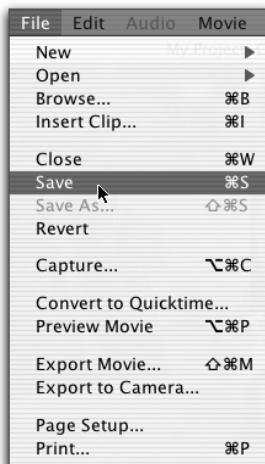 File Edit Audio Movie
New ▶
Open ▶
Browse... ⌘B
Insert Clip... ⌘I
Close ⌘W
Save ⌘S
Save As... ⇧⌘S
Revert
Capture... ⌥⌘C
Convert to Quicktime...
Preview Movie ⌥⌘P
Export Movie... ⇧⌘M
Export to Camera...
Page Setup...
Print... ⌘P